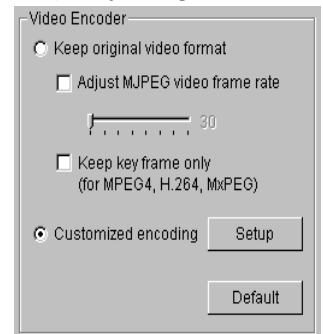 Video Encoder
Keep original video format
Adjust MJPEG video frame rate
30
Keep key frame only
(for MPEG4, H.264, MxPEG)
Customized encoding
Setup
Default